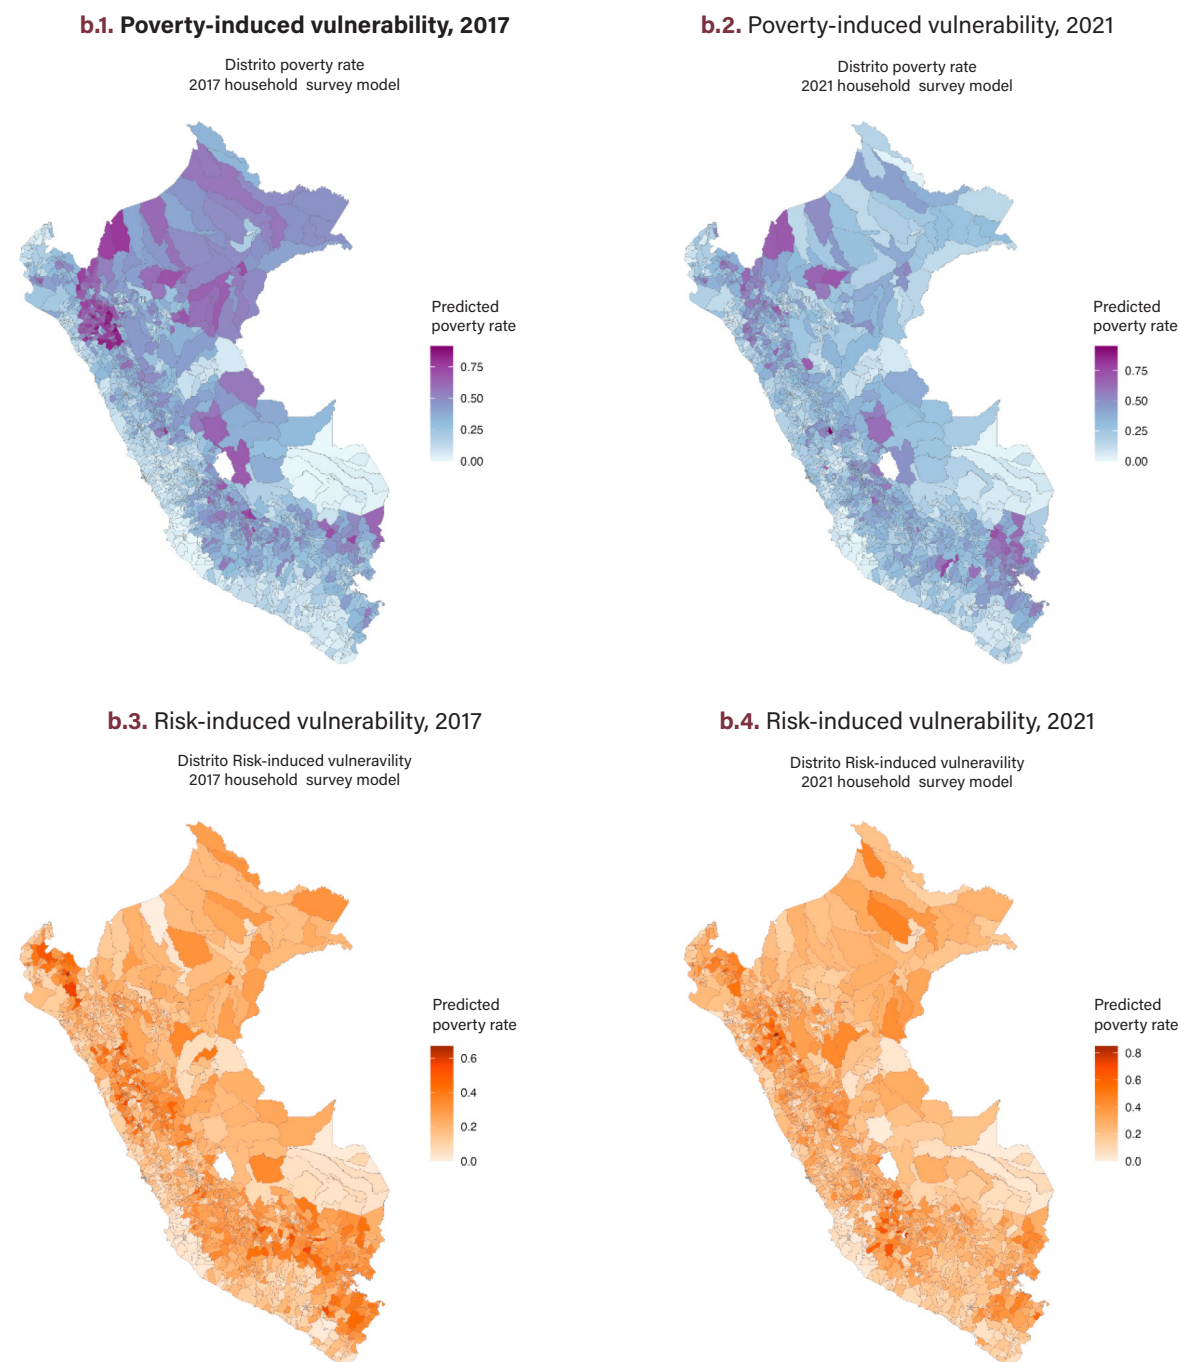 b.1. Poverty-induced vulnerability, 2017
Distrito poverty rate
2017 household survey model
Predicted
poverty rate
0.75
0.50
0.25
0.00
b.2. Poverty-induced vulnerability, 2021
Distrito poverty rate
2021 household survey model
Predicted
poverty rate
0.75
0.50
0.25
0.00
b.3. Risk-induced vulnerability, 2017
Distrito Risk-induced vulneravility
2017 household survey model
Predicted
poverty rate
0.6
0.4
0.2
0.0
b.4. Risk-induced vulnerability, 2021
Distrito Risk-induced vulneravility
2021 household survey model
Predicted
poverty rate
0.8
0.6
0.4
0.2
0.0